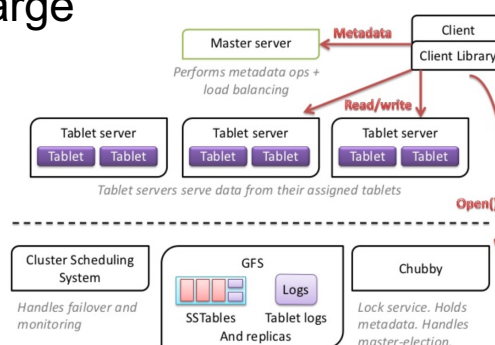 arge
Client
Metadata
Master server
Client Library
Performs metadata ops +
load balancing
Read/write
Tablet server
Tablet Tablet
Tablet server
Tablet Tablet
Tablet server
Tablet Tablet
Tablet servers serve data from their assigned tablets
Open()
Cluster Scheduling
System
Handles failover and
monitoring
GFS
Logs
SSTables
Tablet logs
And replicas
Chubby
Lock service. Holds
metadata. Handles
master-election.